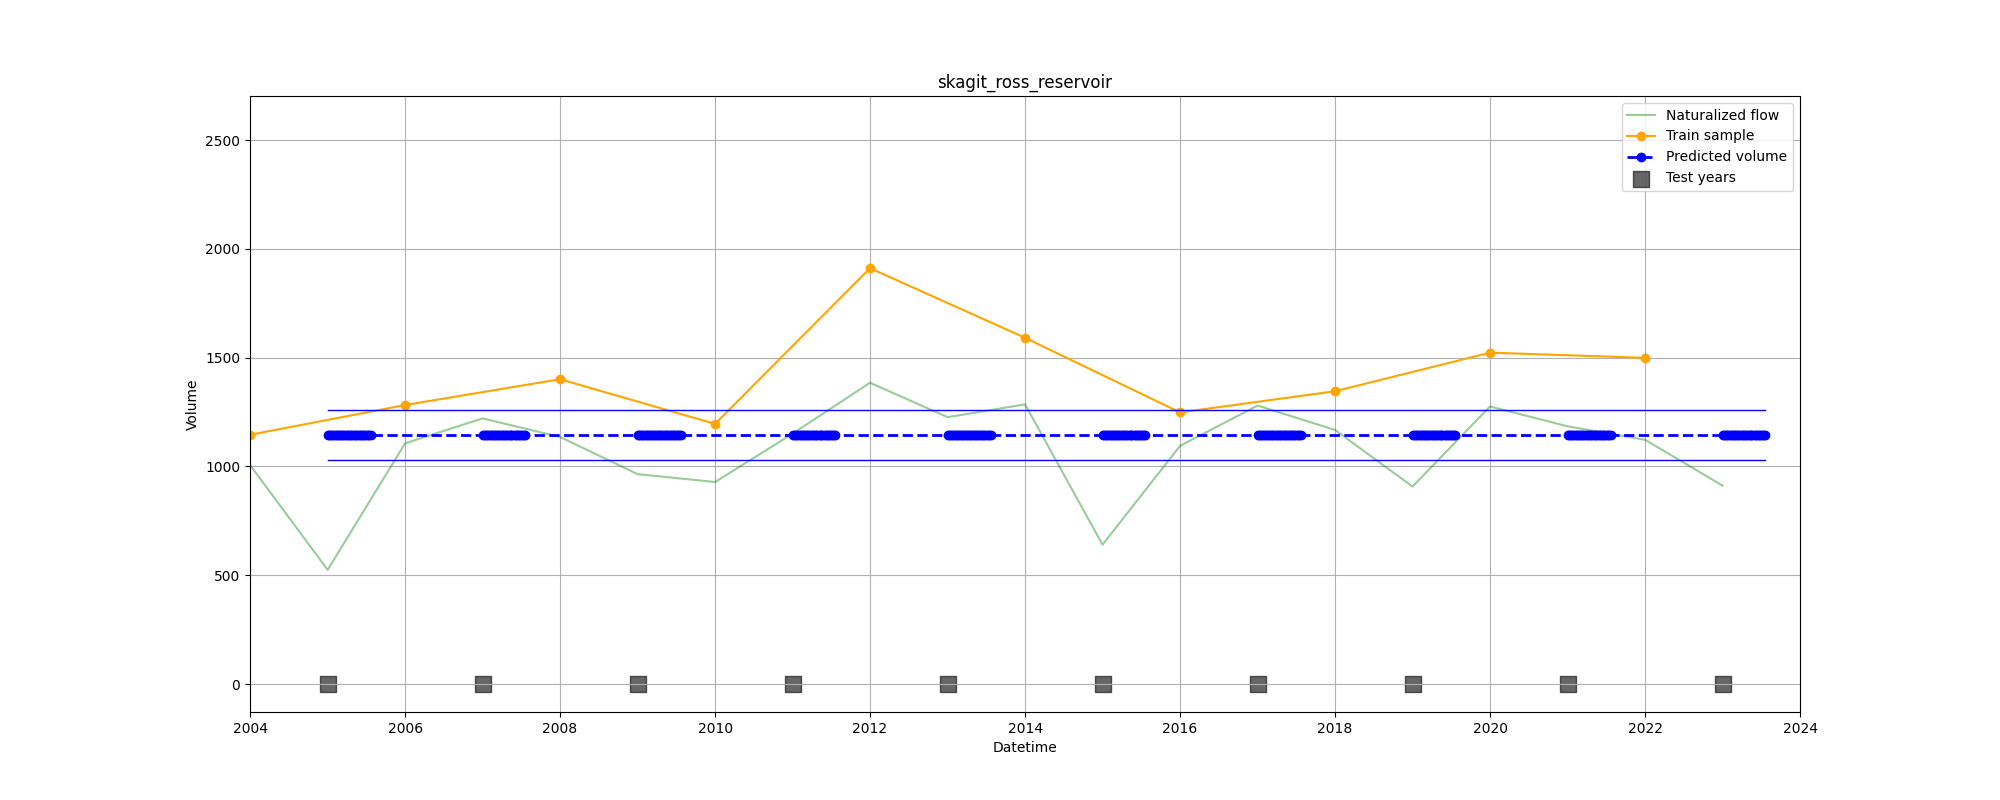 skagit_ross_reservoir
Naturalized flow
Train sample
Predicted volume
Test years
2500
2000
1500
1000
500
0
Volume
2004 2006 2008 2010 2012 2014 2016 2018 2020 2022 2024
Datetime